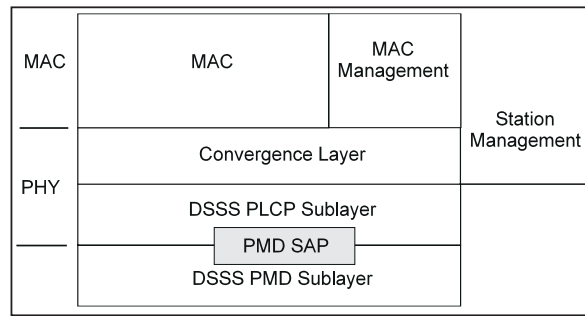 MAC
MAC
MAC
Management
Station
Management
Convergence Layer
PHY
DSSS PLCP Sublayer
PMD SAP
DSSS PMD Sublayer